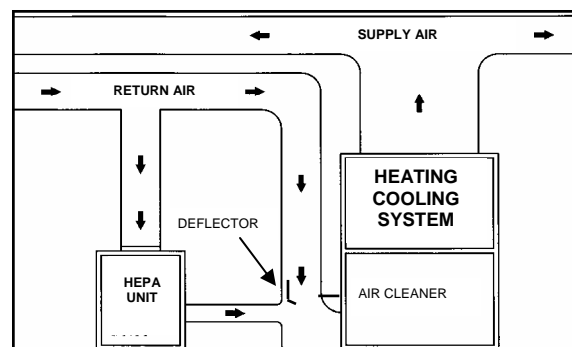 SUPPLY AIR
RETURN AIR
HEATING
COOLING
SYSTEM
DEFLECTOR
HEPA
UNIT
AIR CLEANER